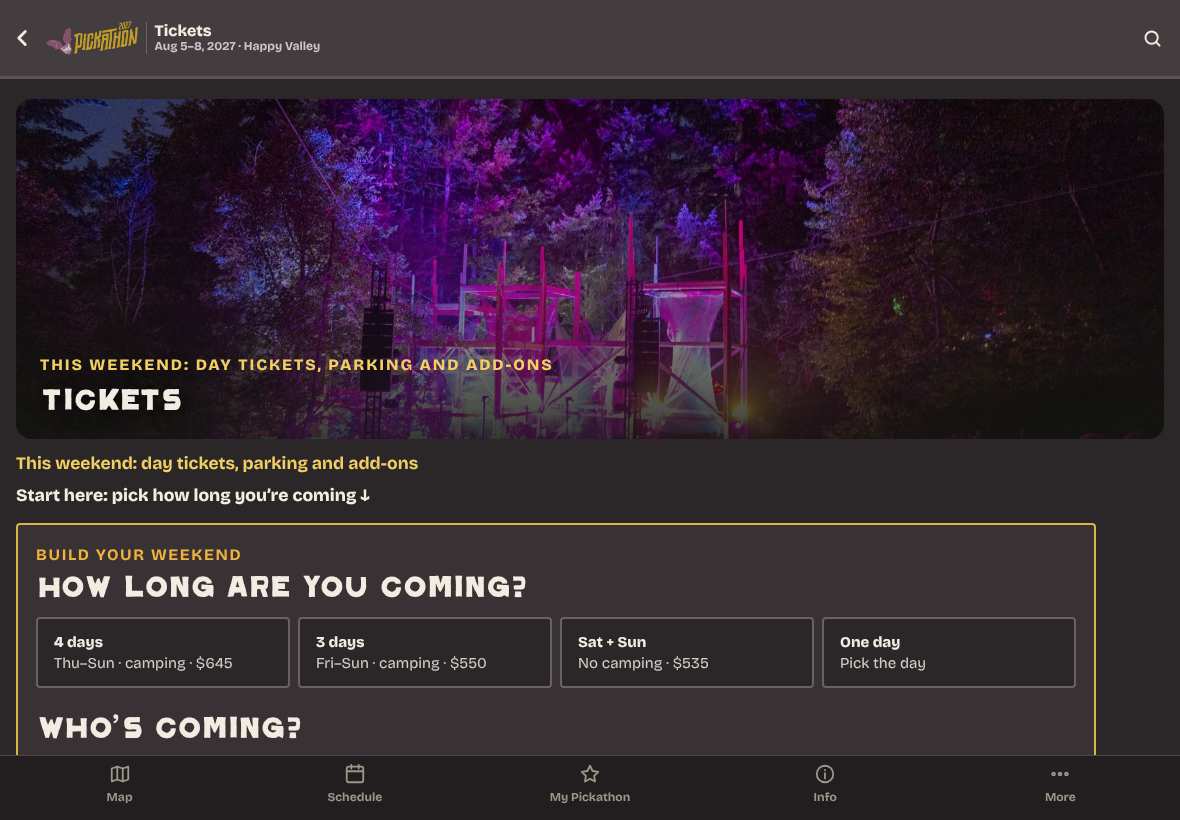 2027
PICKATHON
Tickets
Aug 5–8, 2027 · Happy Valley
THIS WEEKEND: DAY TICKETS, PARKING AND ADD-ONS
TICKETS
This weekend: day tickets, parking and add-ons
Start here: pick how long you’re coming ↓
BUILD YOUR WEEKEND
HOW LONG ARE YOU COMING?
4 days
Thu–Sun · camping · $645
3 days
Fri–Sun · camping · $550
Sat + Sun
No camping · $535
One day
Pick the day
WHO’S COMING?
Map
Schedule
My Pickathon
Info
More